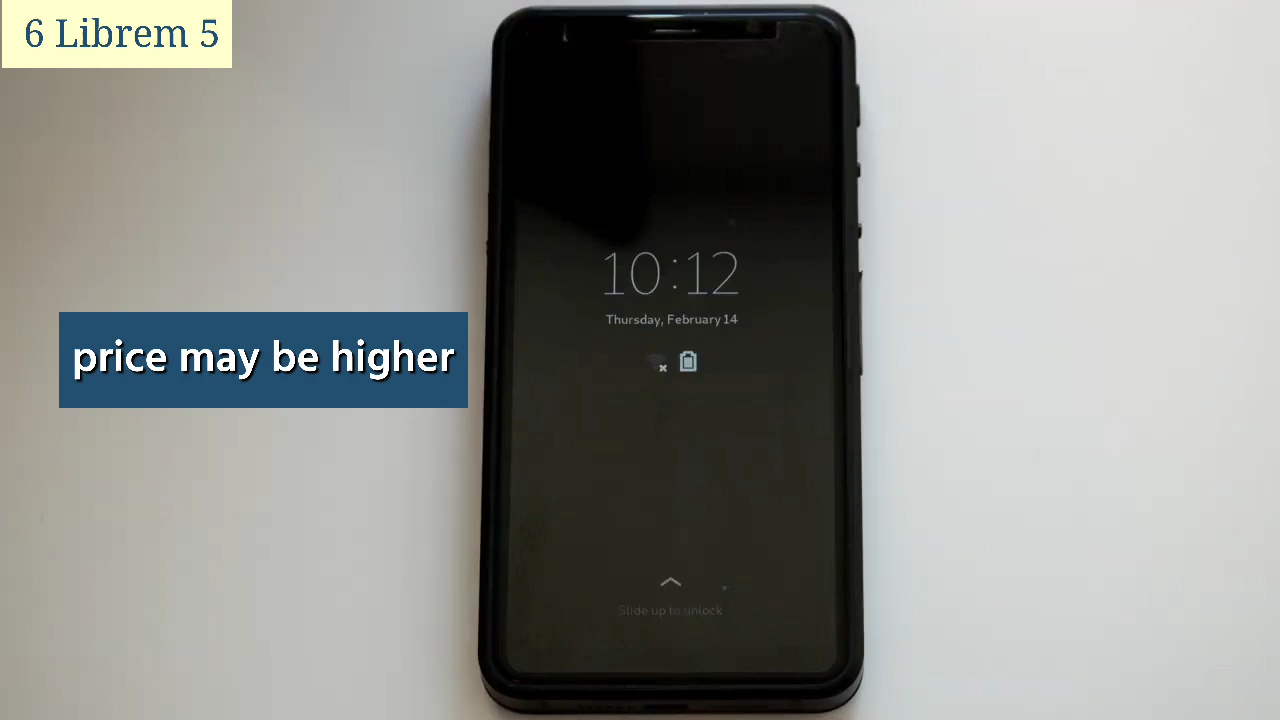 6 Librem 5
price may be higher
10:12
Thursday, February 14
Slide up to unlock